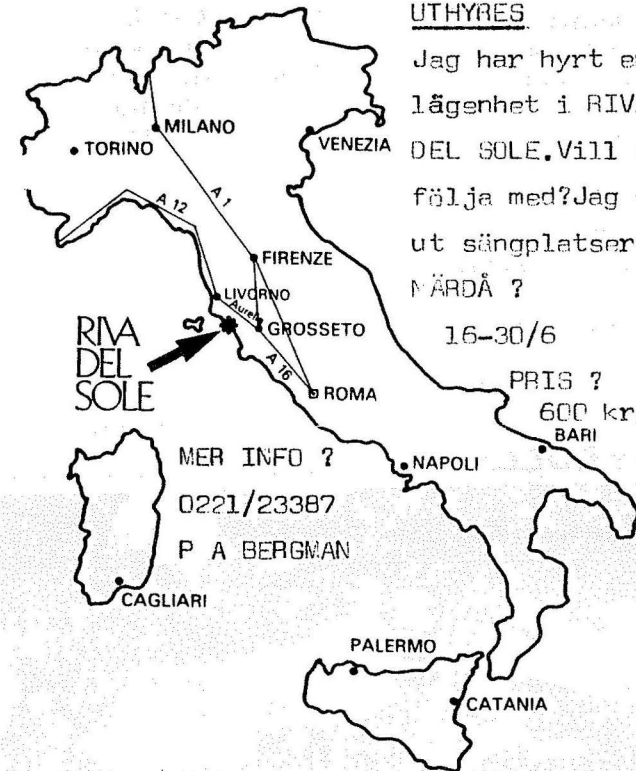 UTHYRES
Jag har hyrt
lägenhet i
DEL SOLE.Vill
följa med?Jag
ut sängplatser
NÄRDÅ ?
16-30/6
PRIS ?
600 kr
MILANO
TORINO
VENEZIA
A 1
A 12
FIRENZE
LIVORNO
Aurelia
GROSSETO
A 16
RIVA
DEL
SOLE
ROMA
BARI
NAPOLI
MER INFO ?
0221/23387
P A BERGMAN
CAGLIARI
PALERMO
CATANIA